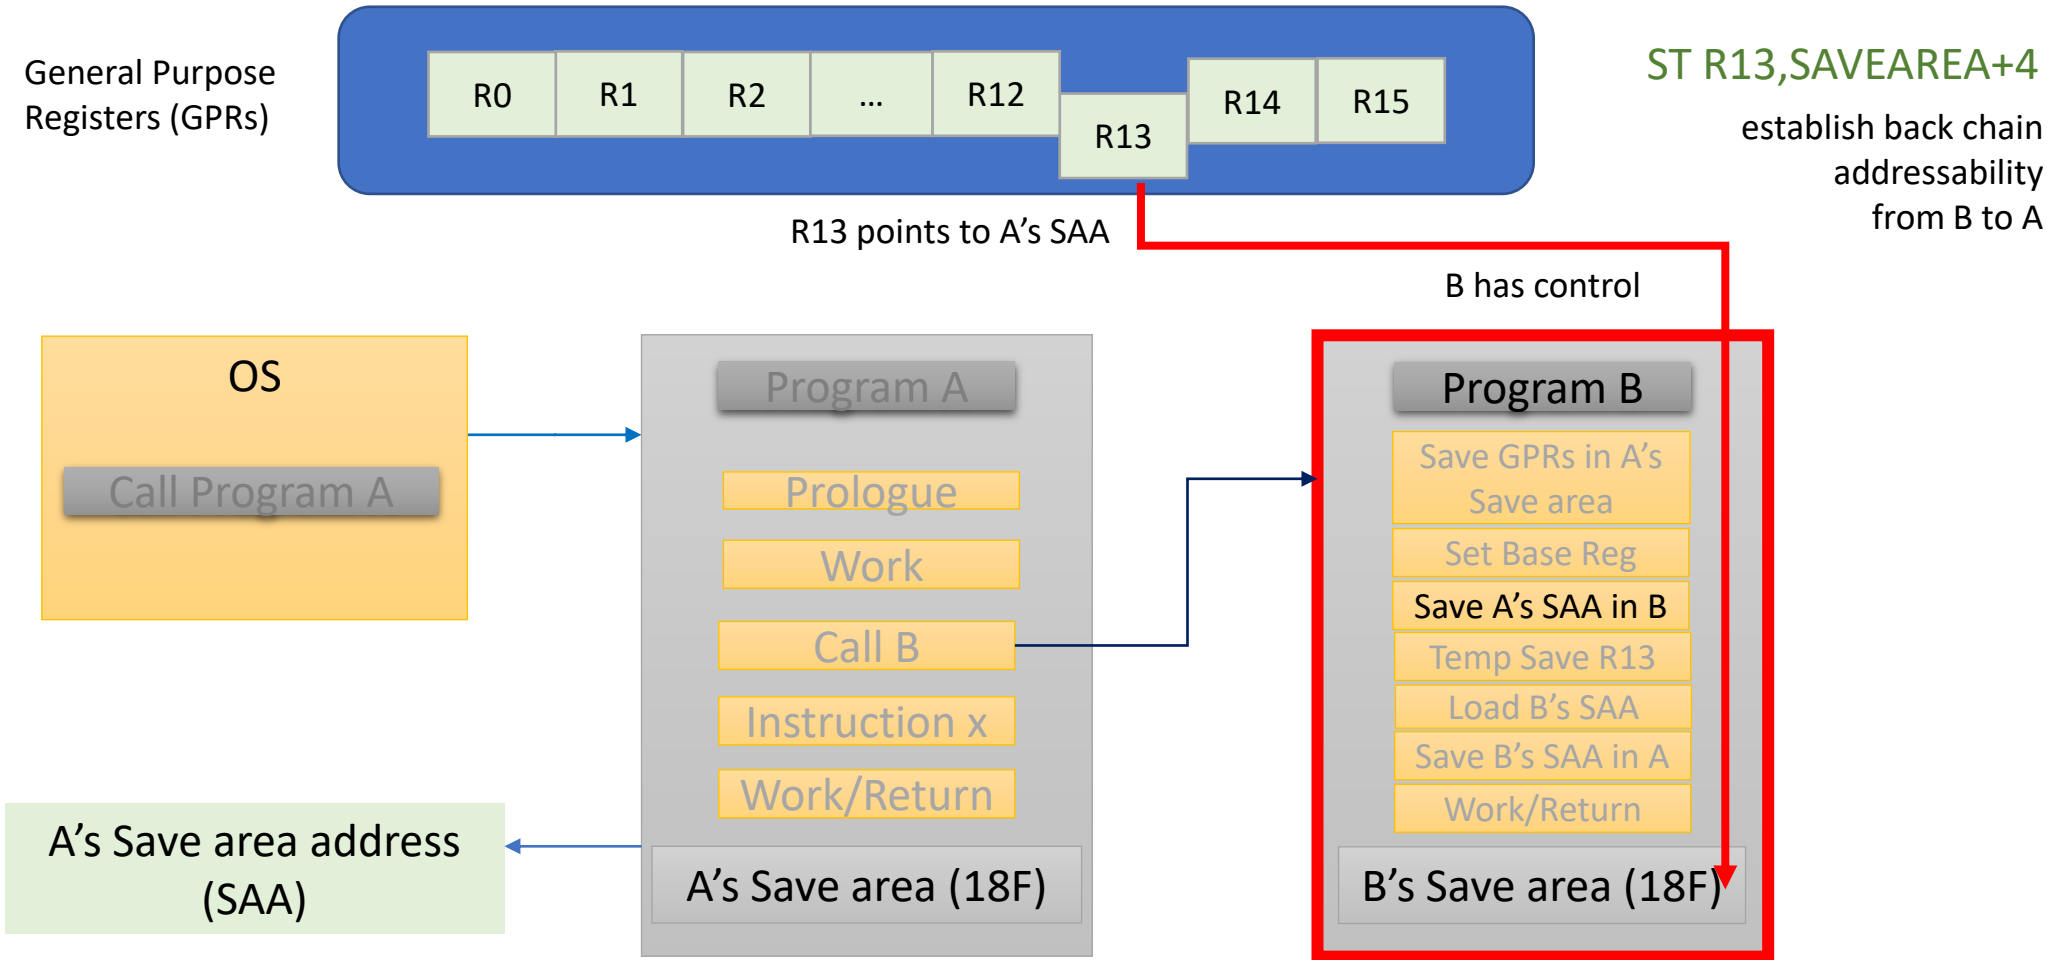 General Purpose
Registers (GPRs)
R0
R1
R2
...
R12
R13
R14
R15
ST R13,SAVEAREA+4
establish back chain
addressability
from B to A
R13 points to A’s SAA
B has control
OS
Call Program A
Program A
Prologue
Work
Call B
Instruction x
Work/Return
A’s Save area (18F)
A’s Save area address
(SAA)
Program B
Save GPRs in A’s
Save area
Set Base Reg
Save A’s SAA in B
Temp Save R13
Load B’s SAA
Save B’s SAA in A
Work/Return
B’s Save area (18F)